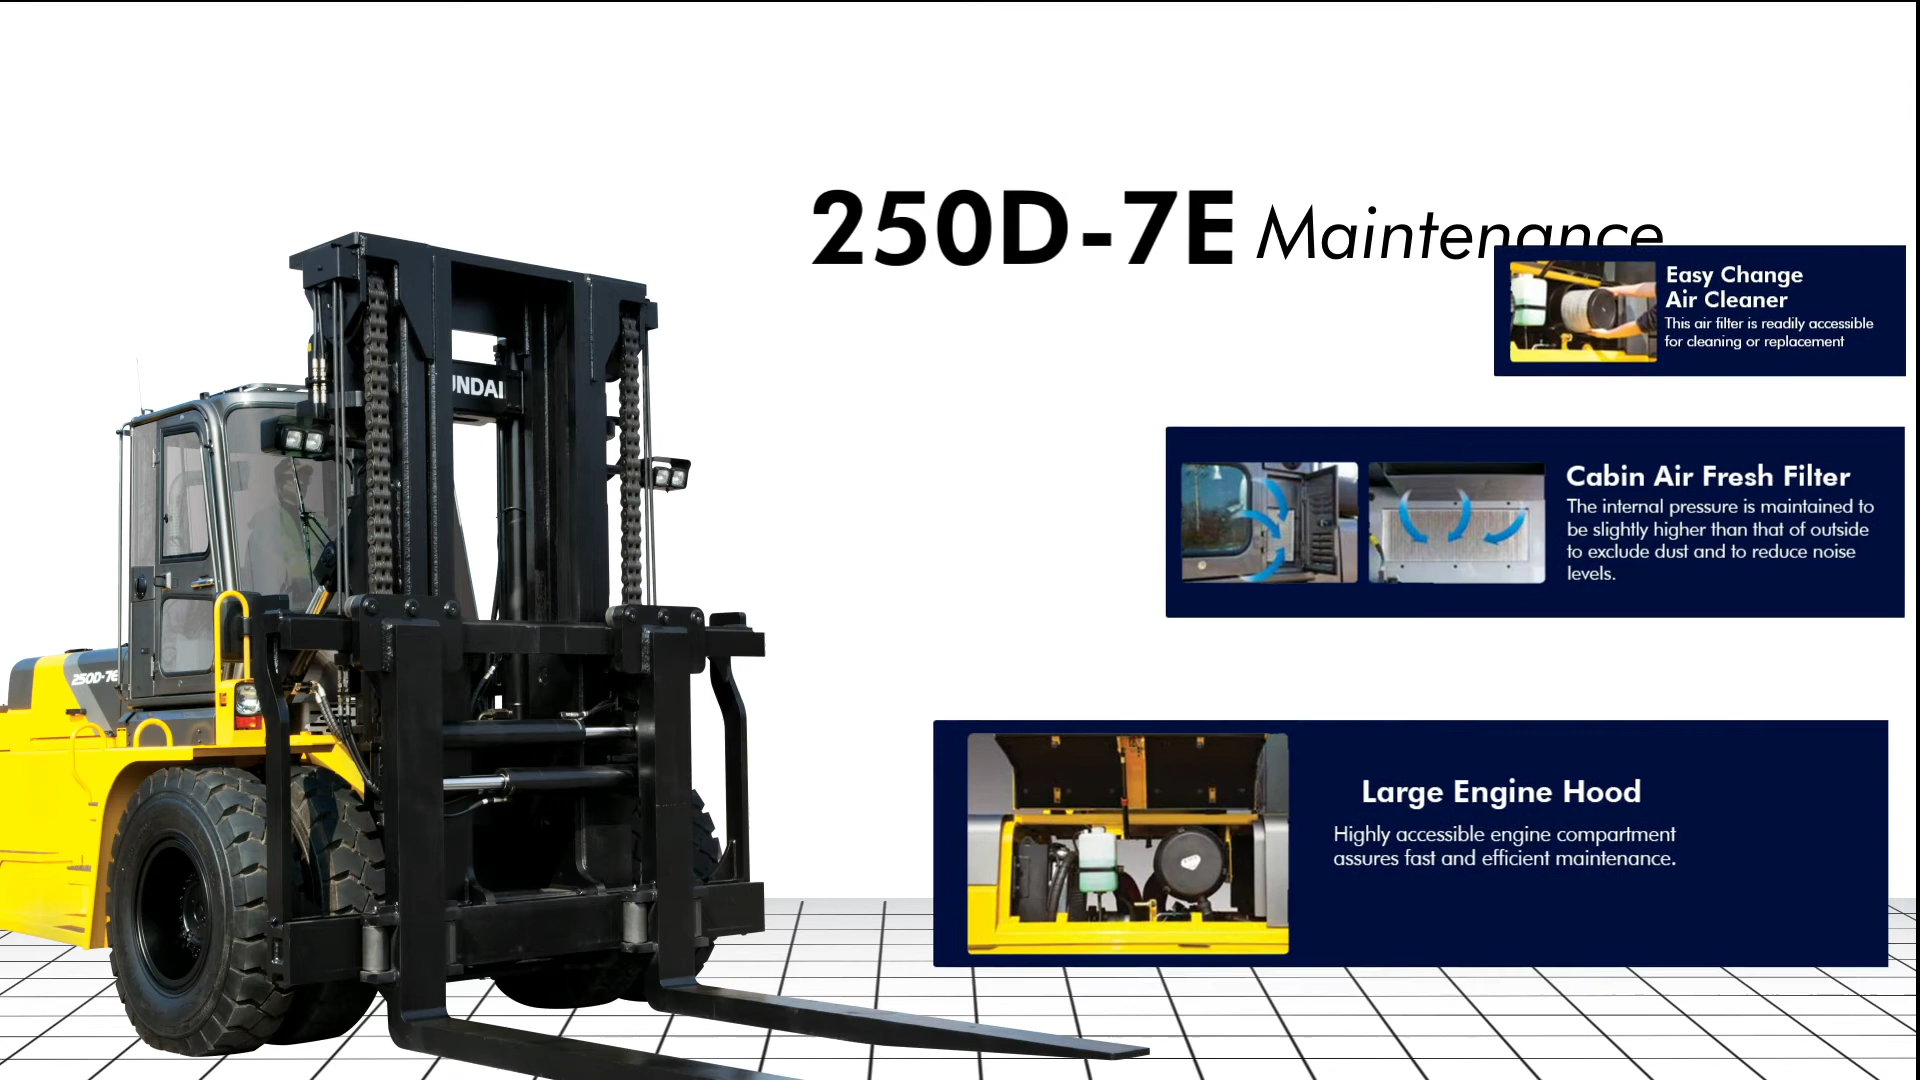 250D-7E Maintenance
Easy Change
Air Cleaner
This air filter is readily accessible
for cleaning or replacement
UNDAI
Cabin Air Fresh Filter
The internal pressure is maintained to
be slightly higher than that of outside
to exclude dust and to reduce noise
levels.
250D-7E
Large Engine Hood
Highly accessible engine compartment
assures fast and efficient maintenance.